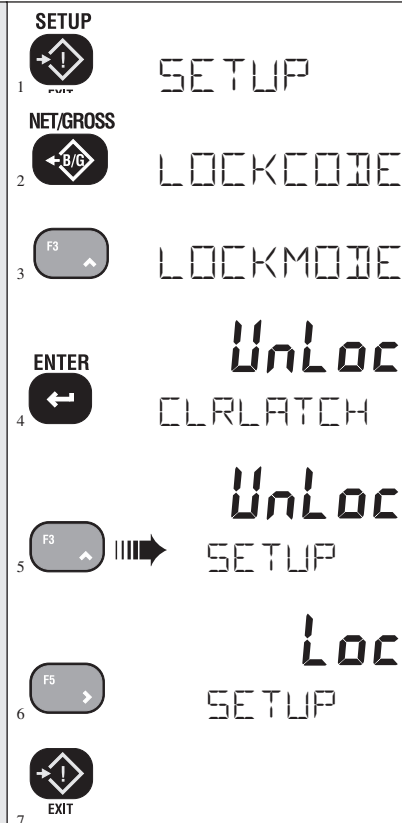 SETUP
1 EXIT SETUP
NET/GROSS
2 B/G LOCKCODE
3 F3 LOCKMODE
UnLoc
ENTER
4 CLRLATCH
UnLoc
5 F3 SETUP
Loc
6 F5 SETUP
7 EXIT